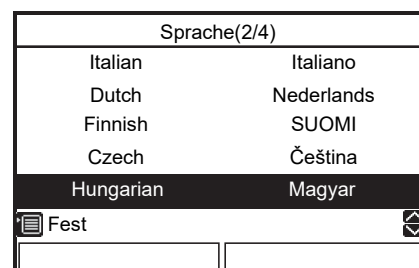 Sprache(2/4)
Italian Italiano
Dutch Nederlands
Finnish SUOMI
Czech Čeština
Hungarian Magyar
Fest